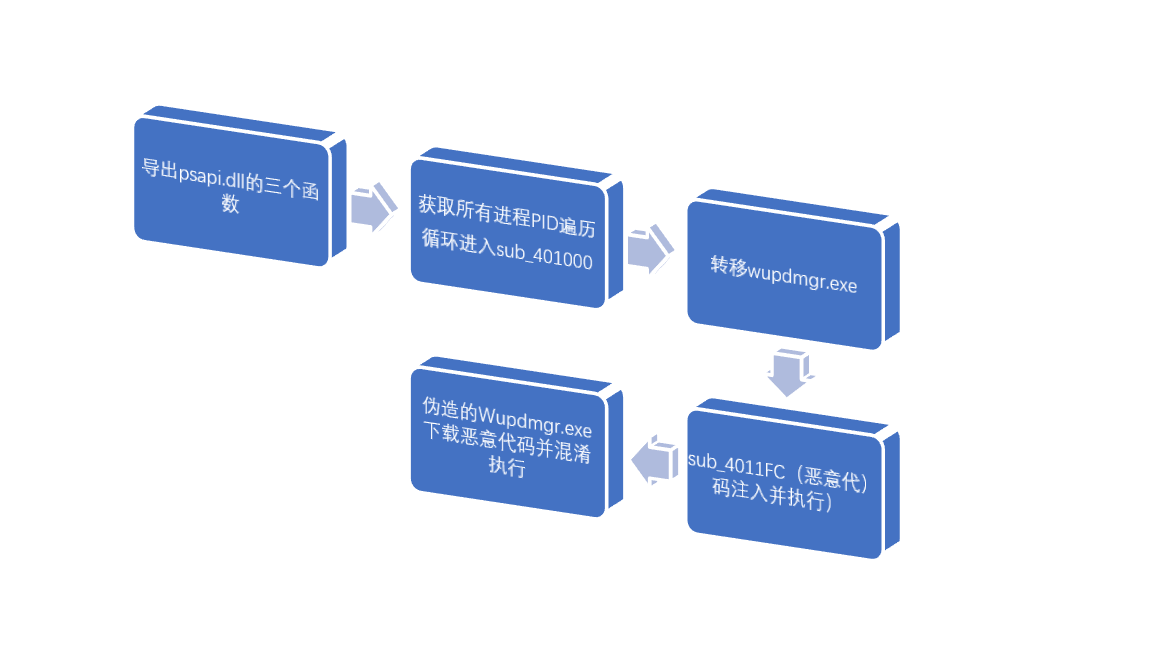 导出psapi.dll的三个函
数
获取所有进程PID遍历
循环进入sub_401000
转移wupdmgr.exe
sub_4011FC（恶意代）
码注入并执行）
伪造的Wupdmgr.exe
下载恶意代码并混淆
执行